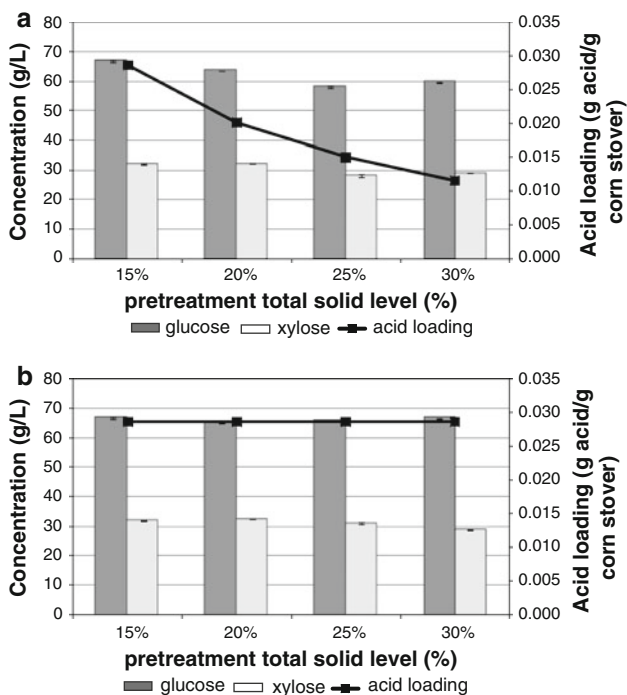 a
80
70
60
50
40
30
20
10
0
Concentration (g/L)
0.035
0.030
0.025
0.020
0.015
0.010
0.005
0.000
Acid loading (g acid/g
corn stover)
15% 20% 25% 30%
pretreatment total solid level (%)
glucose xylose acid loading
b
80
70
60
50
40
30
20
10
0
Concentration (g/L)
0.035
0.030
0.025
0.020
0.015
0.010
0.005
0.000
Acid loading (g acid/g
corn stover)
15% 20% 25% 30%
pretreatment total solid level (%)
glucose xylose acid loading